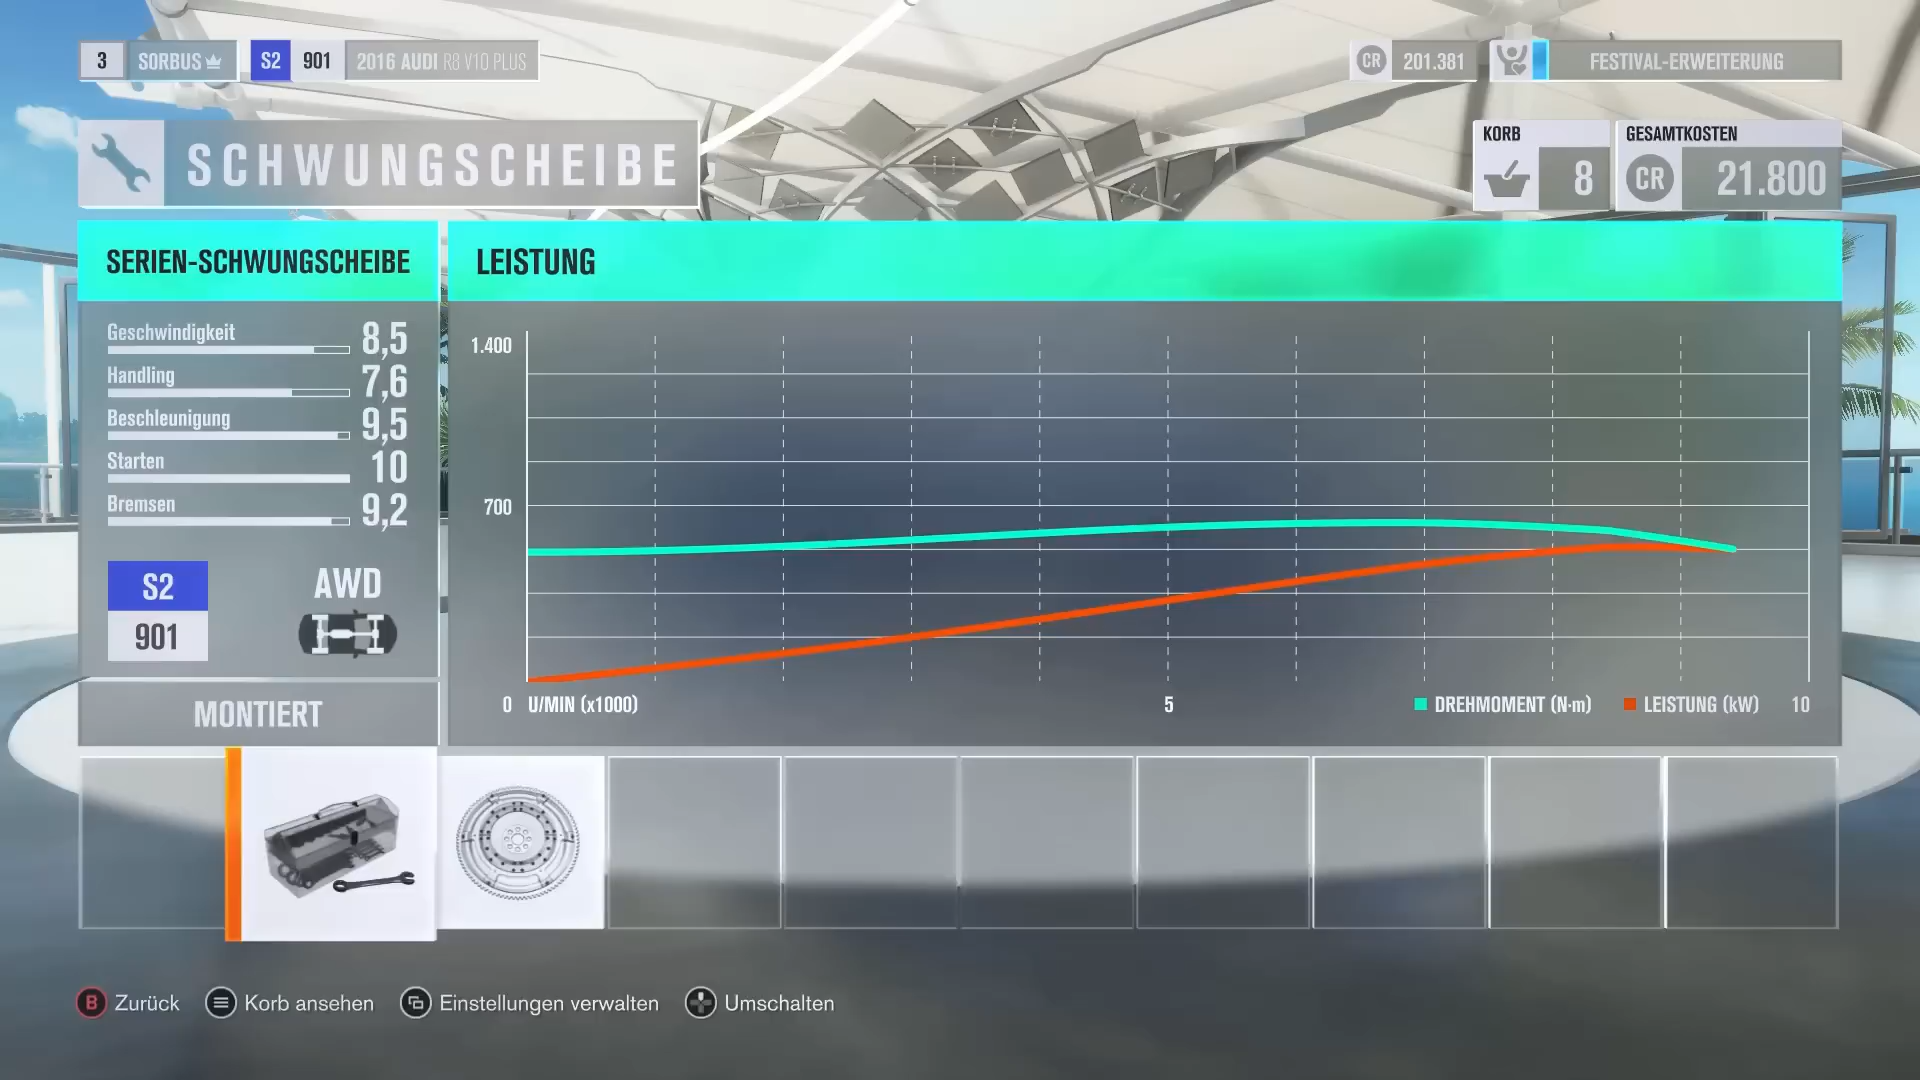 3 SORBUS S2 901 2016 AUDI R8 V10 PLUS
CR 201.381 FESTIVAL-ERWEITERUNG
SCHWUNGSCHEIBE
KORB
8
GESAMTKOSTEN
CR 21.800
SERIEN-SCHWUNGSCHEIBE
Geschwindigkeit 8,5
Handling 7,6
Beschleunigung 9,5
Starten 10
Bremsen 9,2
S2
901
AWD
MONTIERT
LEISTUNG
1.400
700
0 U/MIN (x1000) 5 DREHMOMENT (N·m) LEISTUNG (kW) 10
B Zurück Korb ansehen Einstellungen verwalten Umschalten